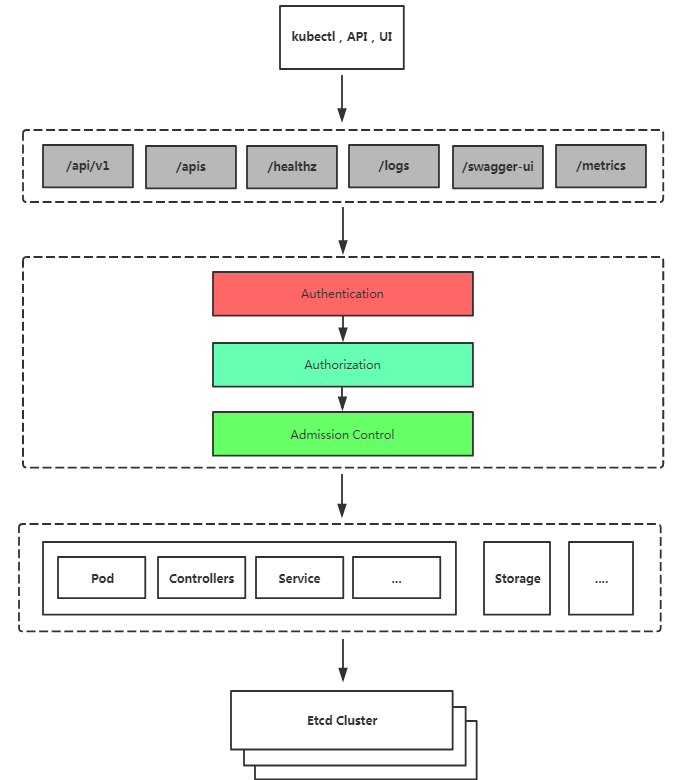 kubectl , API , UI
/api/v1
/apis
/healthz
/logs
/swagger-ui
/metrics
Authentication
Authorization
Admission Control
Pod
Controllers
Service
...
Storage
....
Etcd Cluster